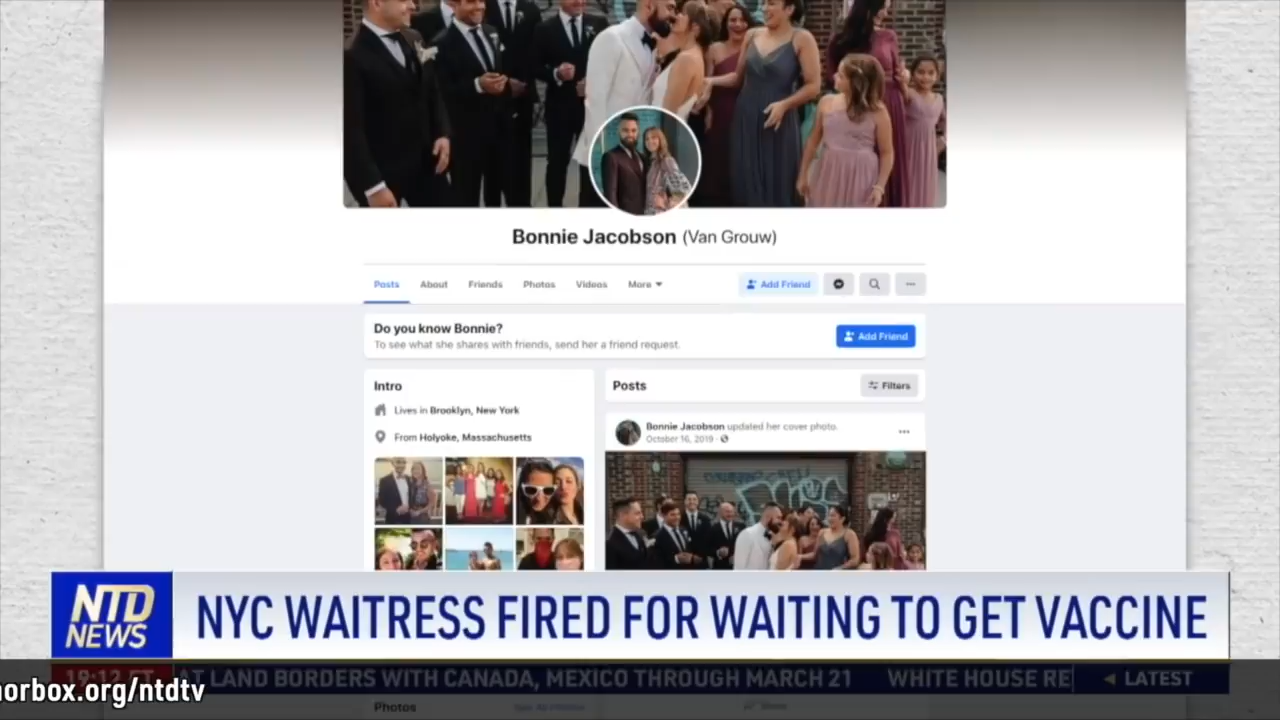 Bonnie Jacobson (Van Grouw)
Posts About Friends Photos Videos More
Add Friend
Do you know Bonnie?
To see what she shares with friends, send her a friend request.
Add Friend
Intro
Lives in Brooklyn, New York
From Holyoke, Massachusetts
Posts
Filters
Bonnie Jacobson updated her cover photo.
October 16, 2019
NTD
NEWS
NYC WAITRESS FIRED FOR WAITING TO GET VACCINE
19:12 ET
LAND BORDERS WITH CANADA, MEXICO THROUGH MARCH 21 WHITE HOUSE RE
LATEST
orbox.org/ntdtv
Photos